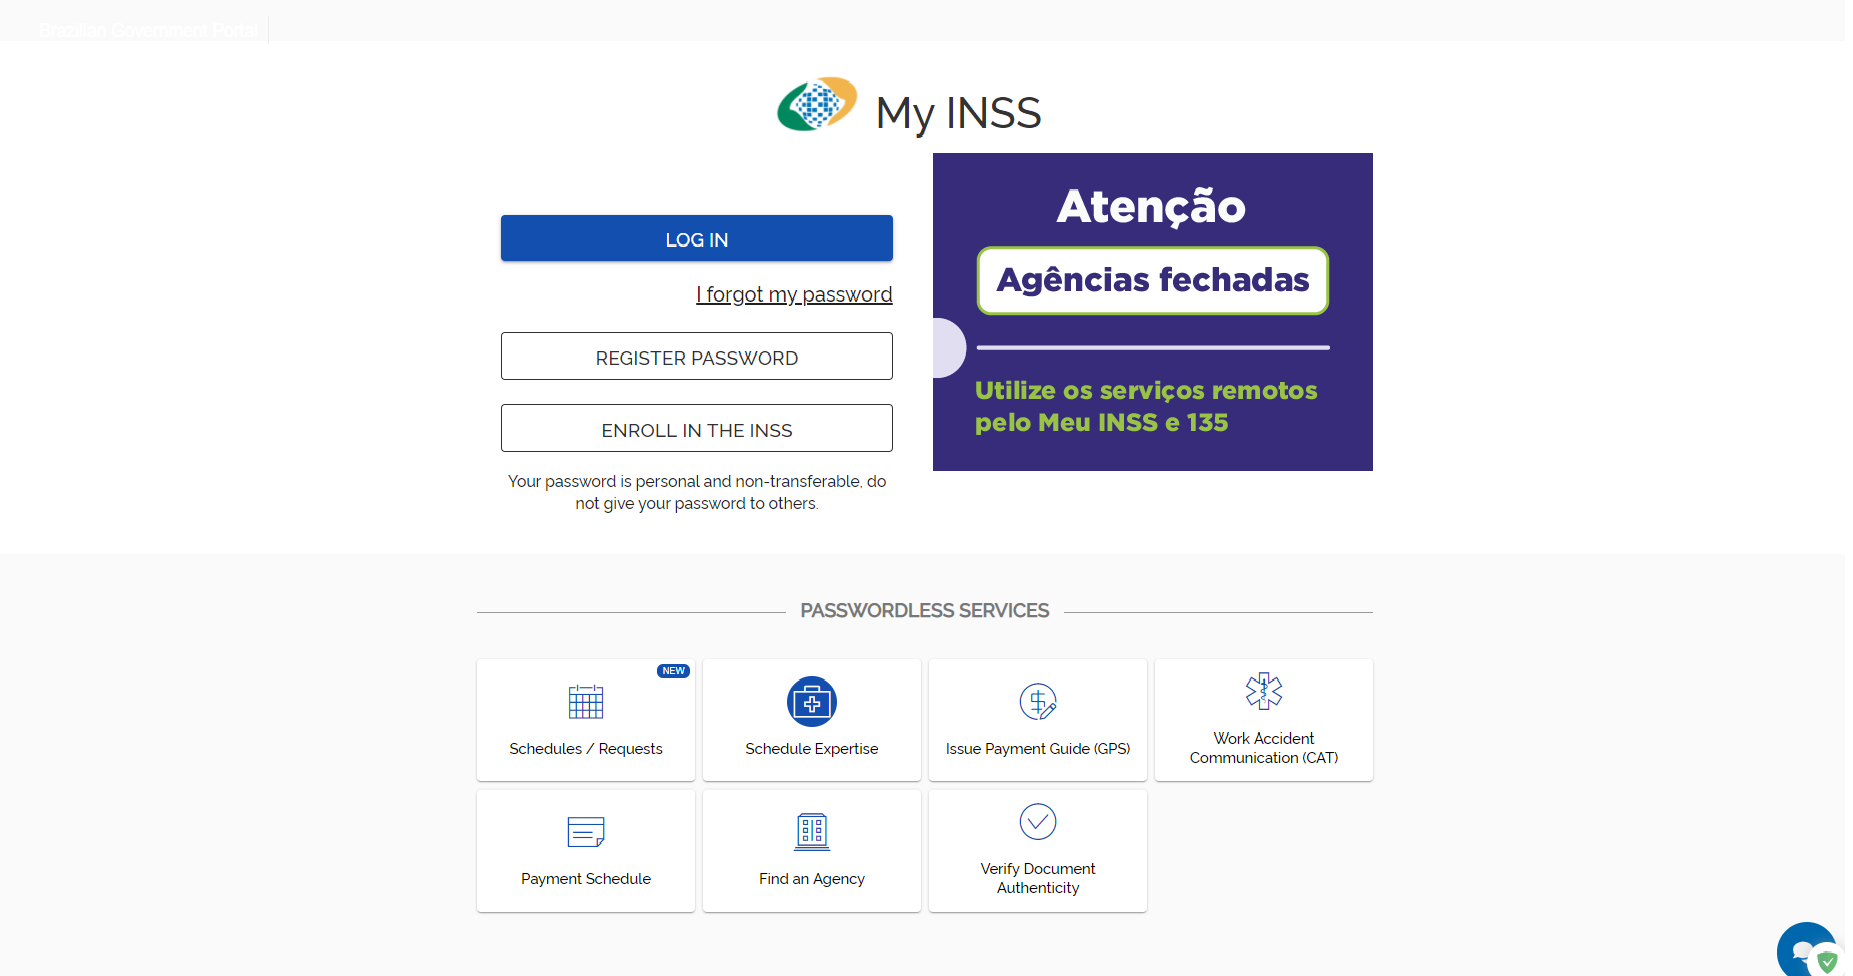 Brazilian Government Portal
My INSS
LOG IN
I forgot my password
REGISTER PASSWORD
ENROLL IN THE INSS
Your password is personal and non-transferable, do
not give your password to others.
Atenção
Agências fechadas
Utilize os serviços remotos
pelo Meu INSS e 135
PASSWORDLESS SERVICES
NEW
Schedules / Requests
Schedule Expertise
Issue Payment Guide (GPS)
Work Accident
Communication (CAT)
Payment Schedule
Find an Agency
Verify Document
Authenticity